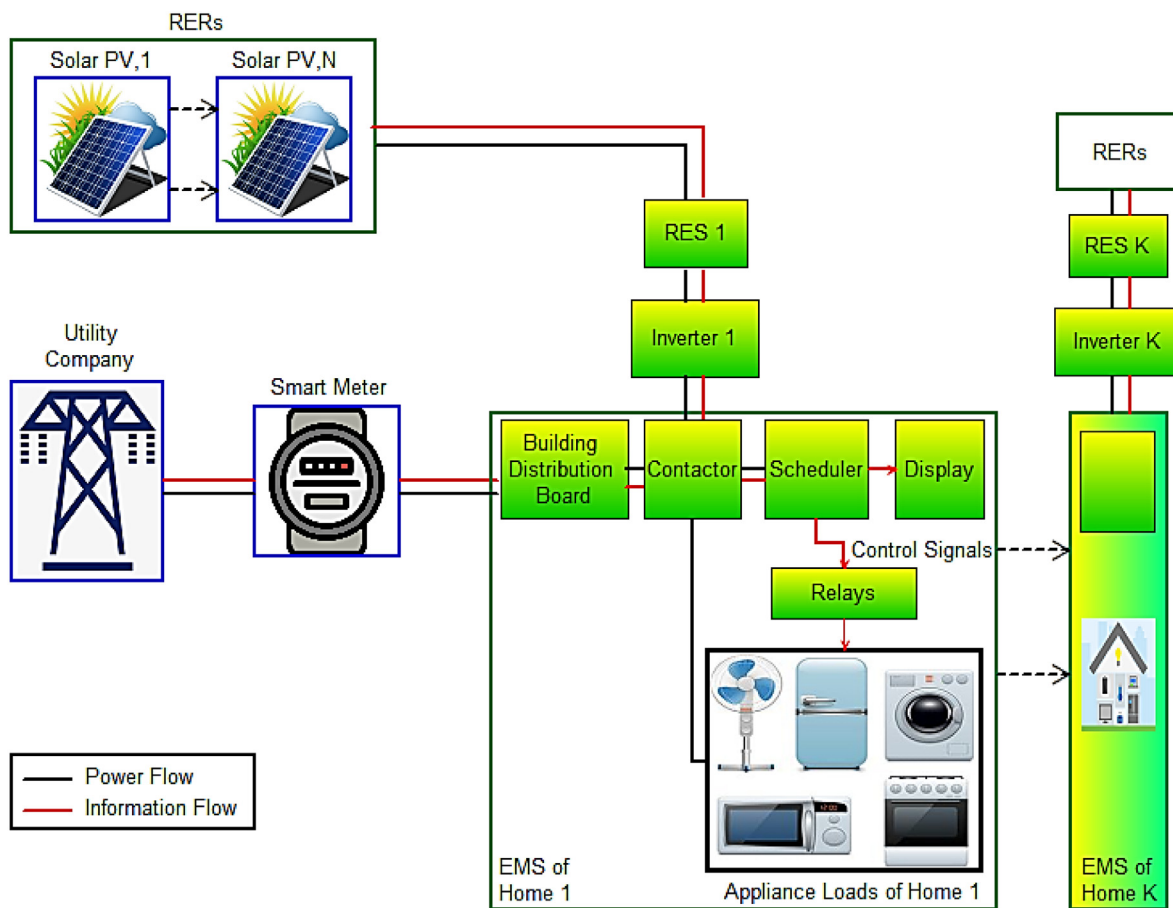 RERs
Solar PV,1
Solar PV,N
RERs
RES 1
RES K
Inverter 1
Inverter K
Utility
Company
Smart Meter
Building
Distribution
Board
Contactor
Scheduler
Display
Control Signals
Relays
Power Flow
Information Flow
EMS of
Home 1
Appliance Loads of Home 1
EMS of
Home K